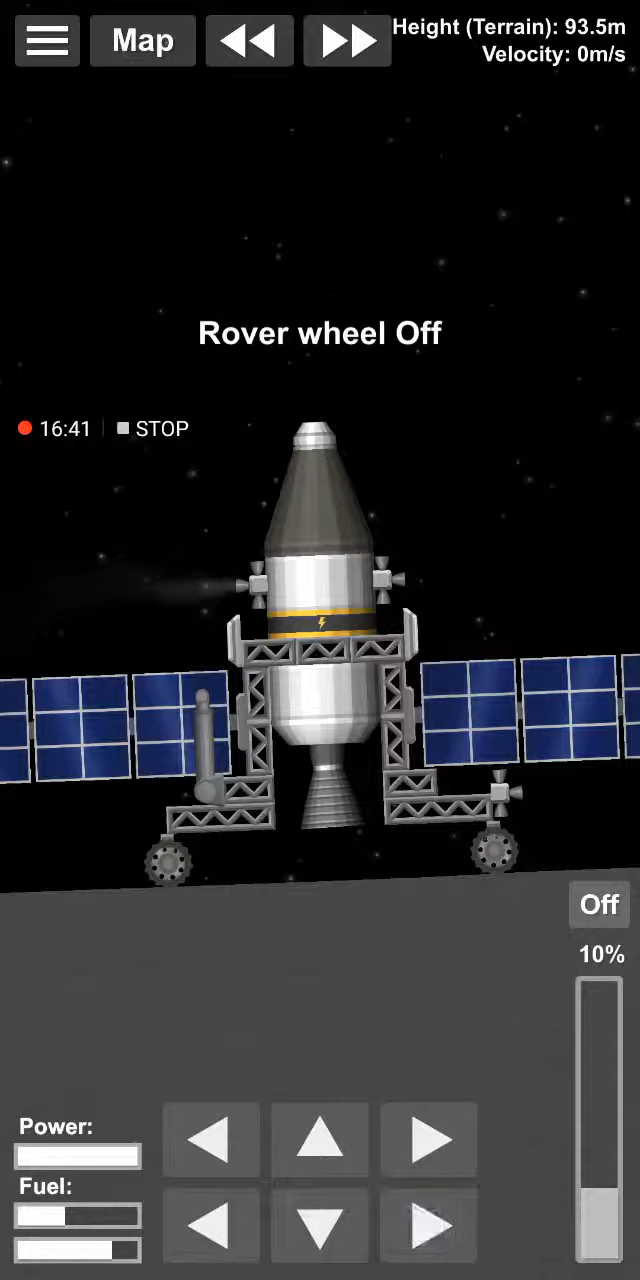 Map
Height (Terrain): 93.5m
Velocity: 0m/s
Rover wheel Off
16:41
STOP
Off
10%
Power:
Fuel: